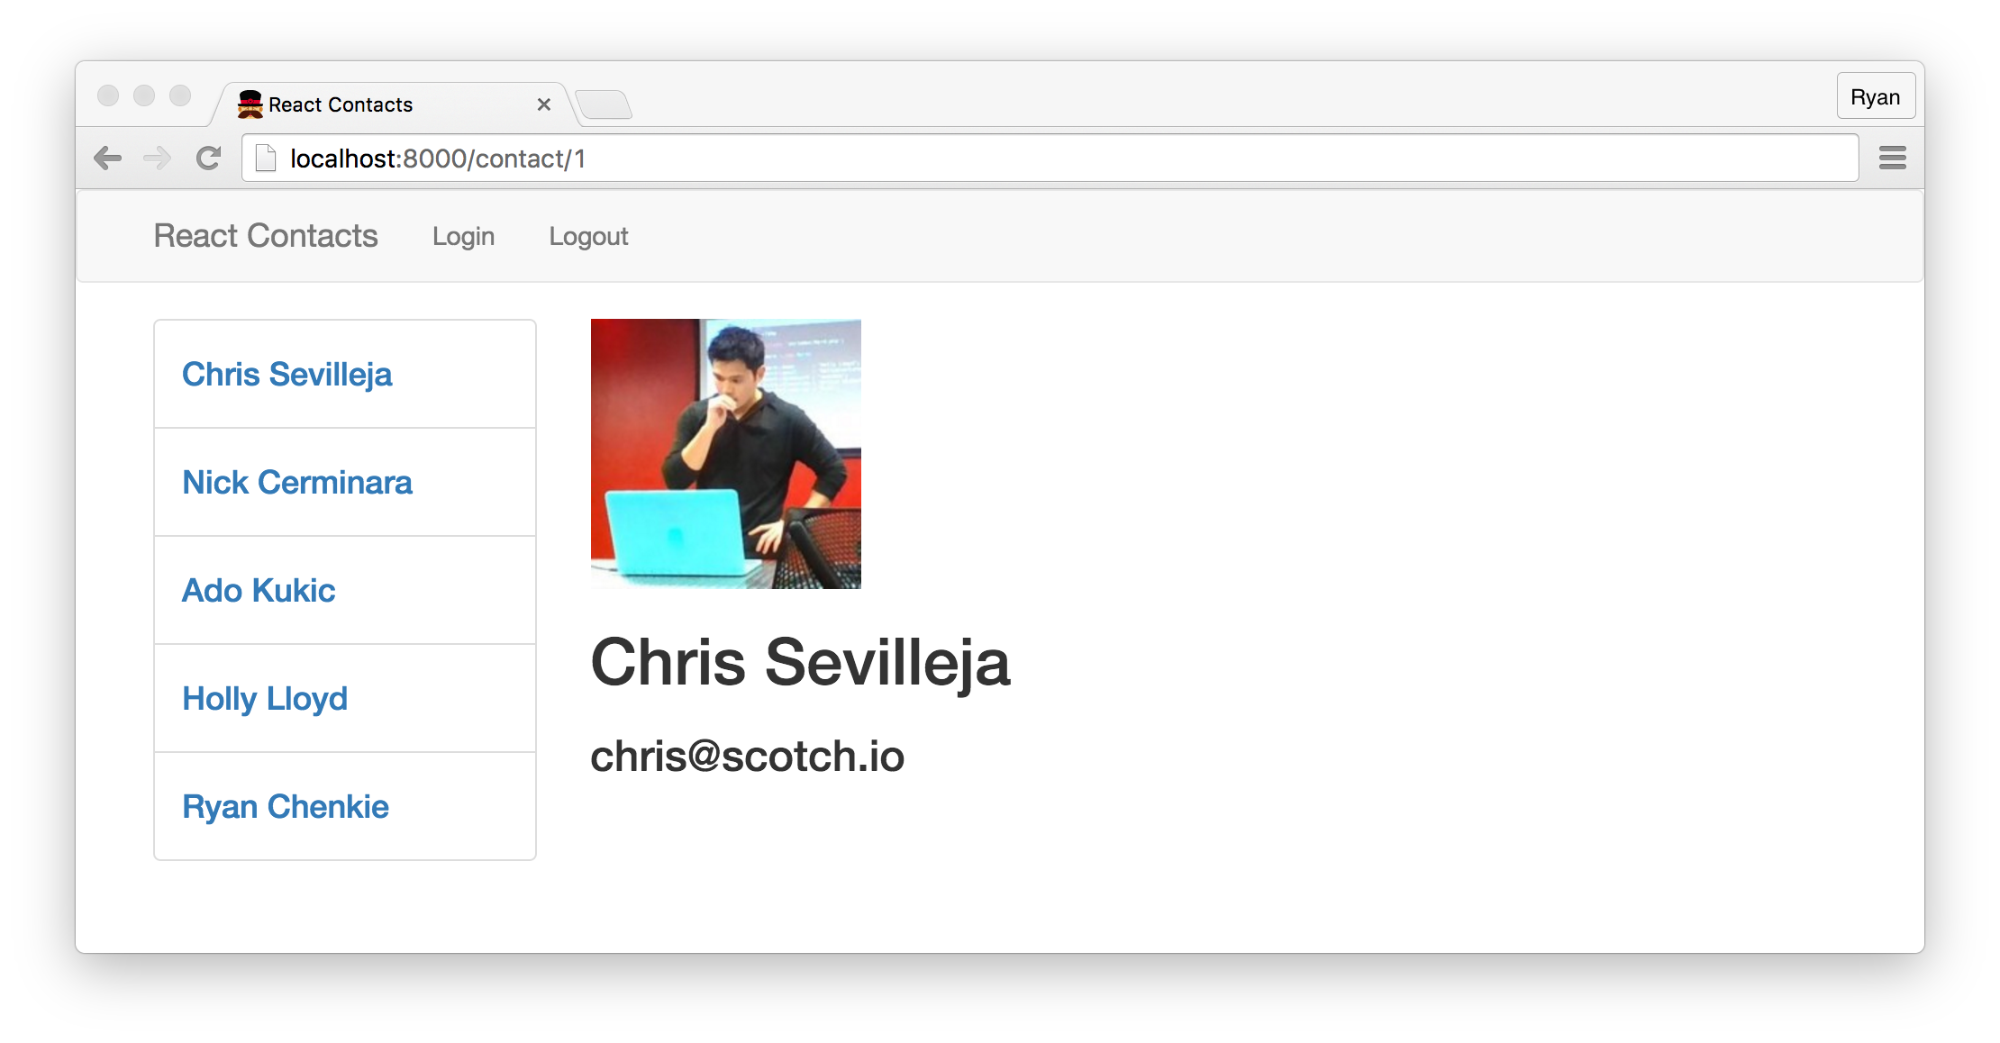 React Contacts
Ryan
localhost:8000/contact/1
React Contacts Login Logout
Chris Sevilleja
Nick Cerminara
Ado Kukic
Holly Lloyd
Ryan Chenkie
Chris Sevilleja
chris@scotch.io